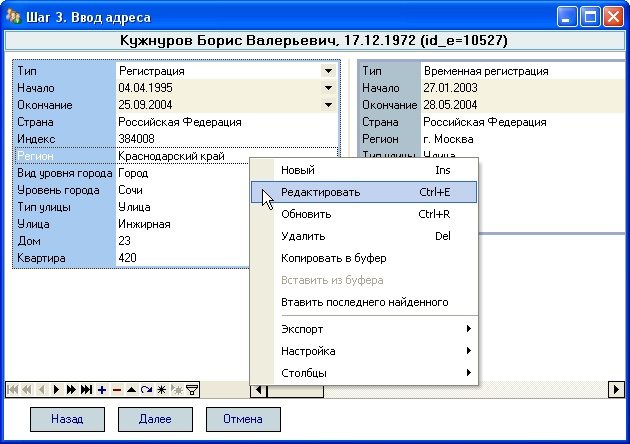 Шаг 3. Ввод адреса
Кужнуров Борис Валерьевич, 17.12.1972 (id_e=10527)
Тип Регистрация
Начало 04.04.1995
Окончание 25.09.2004
Страна Российская Федерация
Индекс 384008
Регион Краснодарский край
Вид уровня города Город
Уровень города Сочи
Тип улицы Улица
Улица Инжирная
Дом 23
Квартира 420
Тип Временная регистрация
Начало 27.01.2003
Окончание 28.05.2004
Страна Российская Федерация
Регион г. Москва
Тип улицы Улица
Новый Ins
Редактировать Ctrl+E
Обновить Ctrl+R
Удалить Del
Копировать в буфер
Вставить из буфера
Втавить последнего найденного
Экспорт
Настройка
Столбцы
Назад Далее Отмена